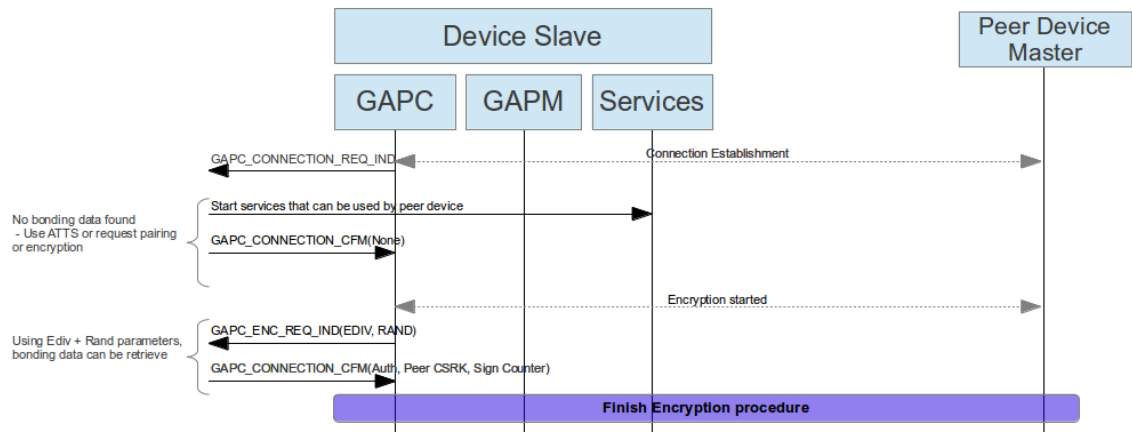 Device Slave
Peer Device
Master
GAPC
GAPM
Services
GAPC_CONNECTION_REQ_IND
Connection Establishment
Start services that can be used by peer device
No bonding data found
- Use ATTS or request pairing
or encryption
GAPC_CONNECTION_CFM(None)
Encryption started
GAPC_ENC_REQ_IND(EDIV, RAND)
Using Ediv + Rand parameters,
bonding data can be retrieve
GAPC_CONNECTION_CFM(Auth, Peer CSRK, Sign Counter)
Finish Encryption procedure